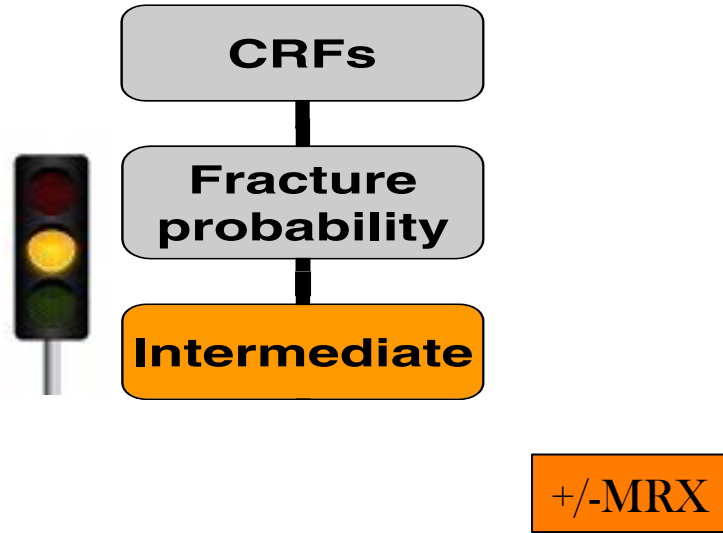 CRFs
Fracture
probability
Intermediate
+/-MRX